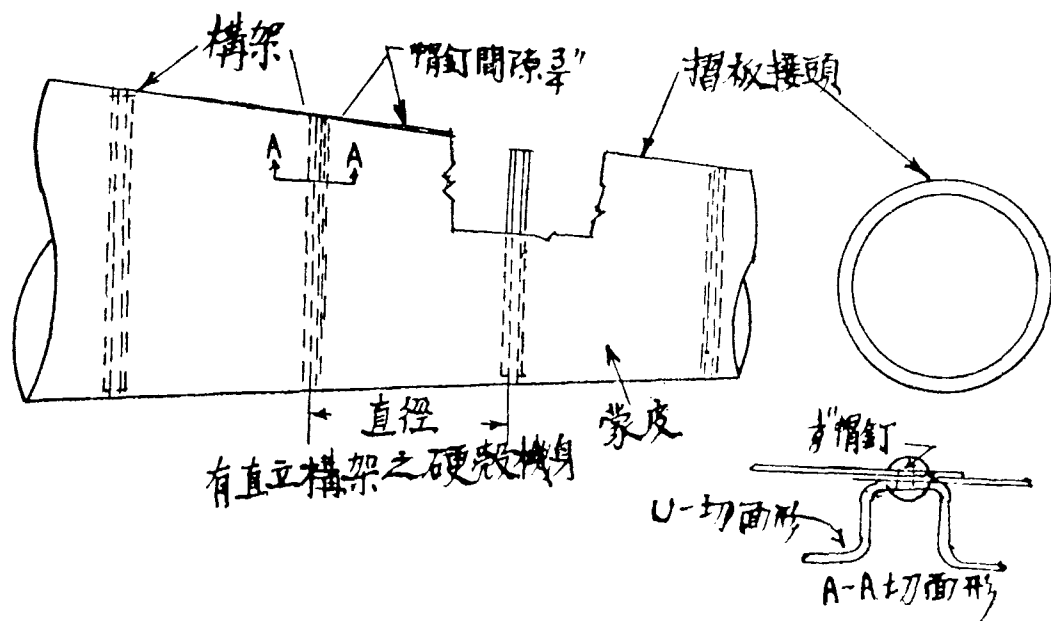 構架
帽釘間隙 3/4"
摺板接頭
A A
直徑
蒙皮
有直立構架之硬殼機身
帽釘
U-切面形
A-A切面形